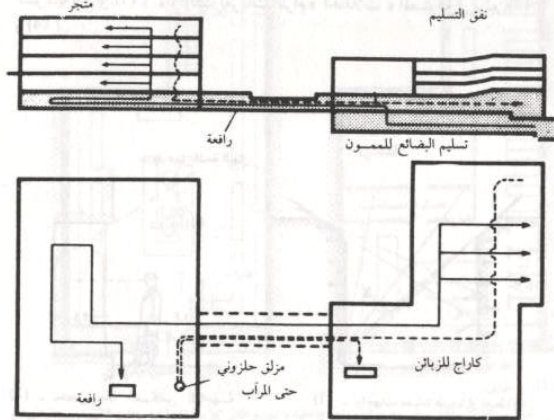 متجر
نفق التسليم
رافعة
تسليم البضائع للممون
كاراج للزبائن
مزلق حلزوني
حتى المرآب
رافعة